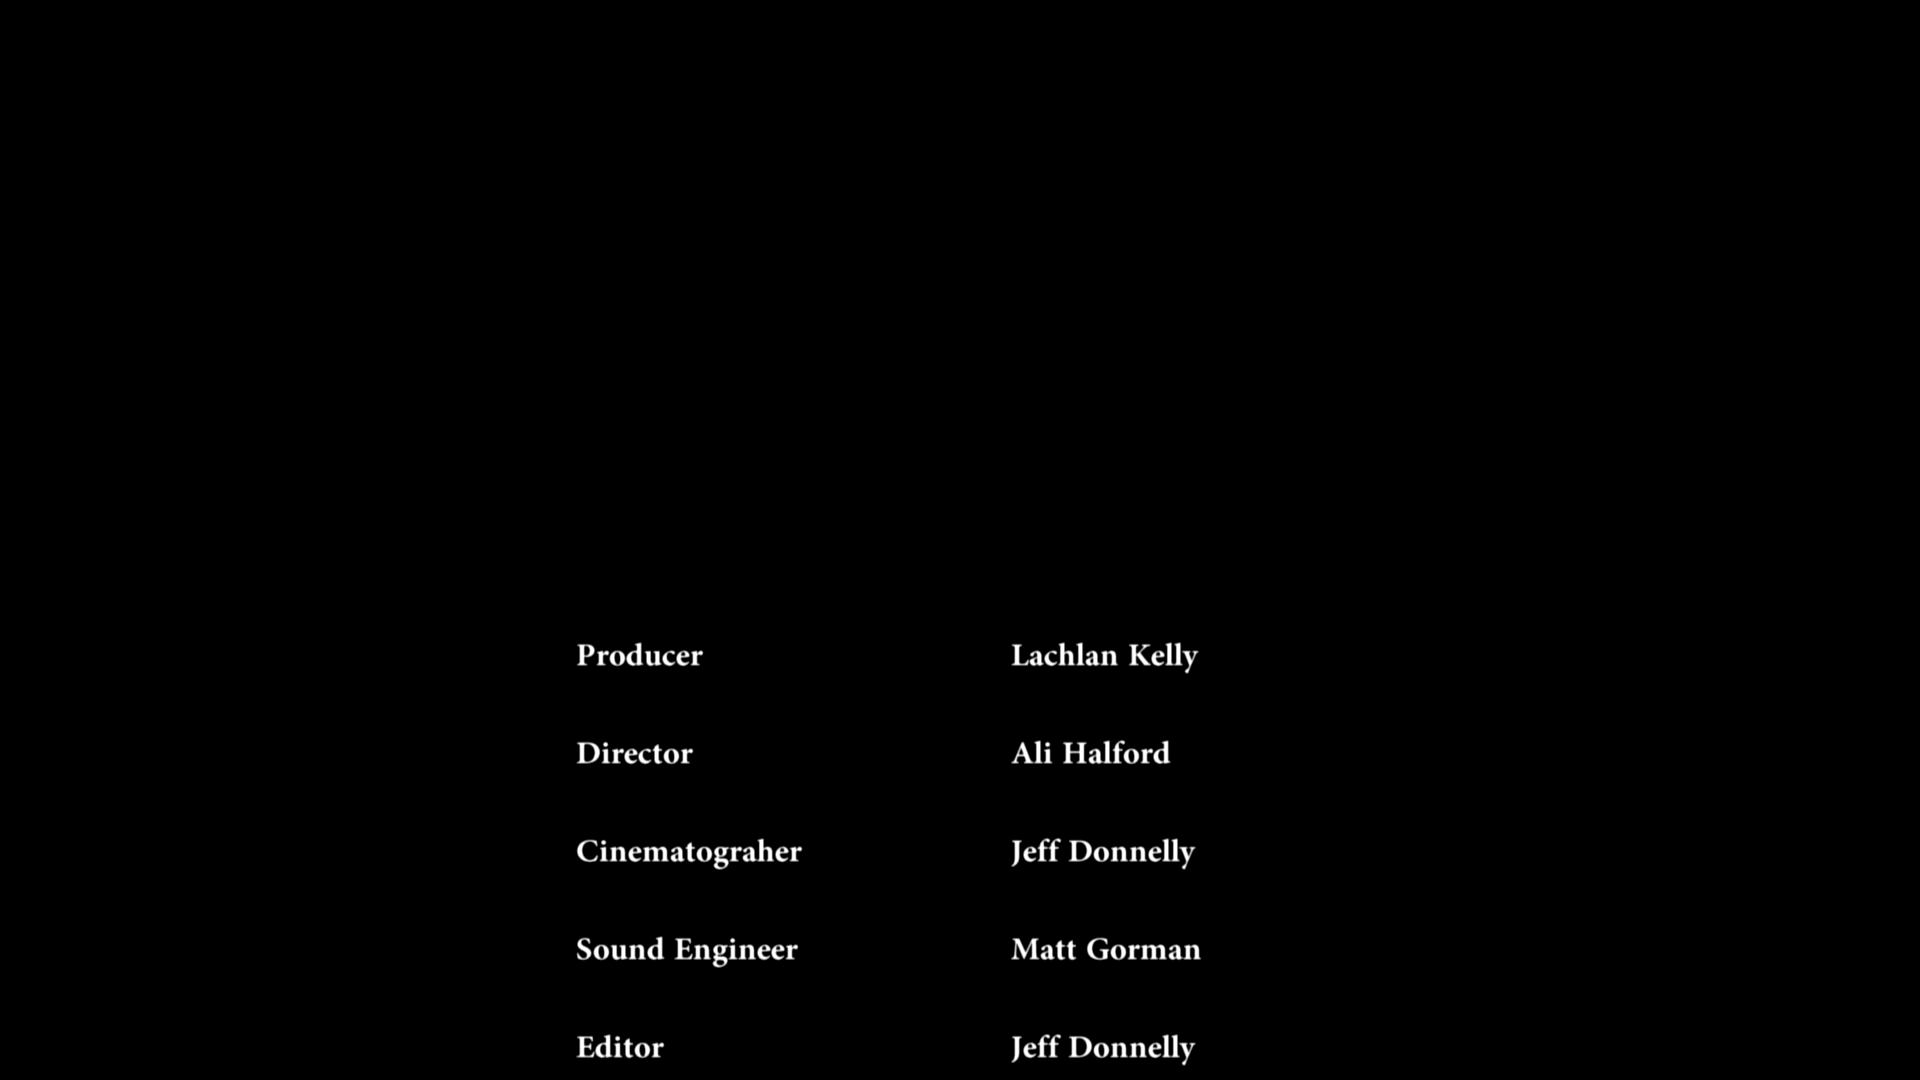 Producer Lachlan Kelly
Director Ali Halford
Cinematograher Jeff Donnelly
Sound Engineer Matt Gorman
Editor Jeff Donnelly